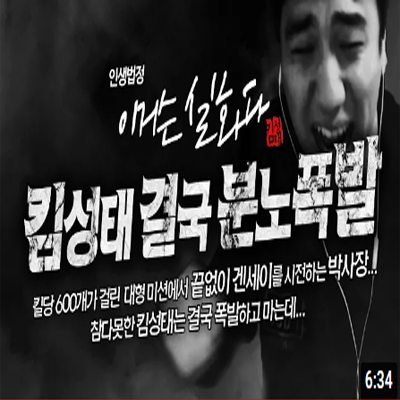 인생법정
이거는 실화다
킴성태 결국 분노폭발
킬당 600개가 걸린 대형 미션에서 끝없이 겐세이를 시전하는 박사장...
참다못한 킴성태는 결국 폭발하고 마는데...
6:34